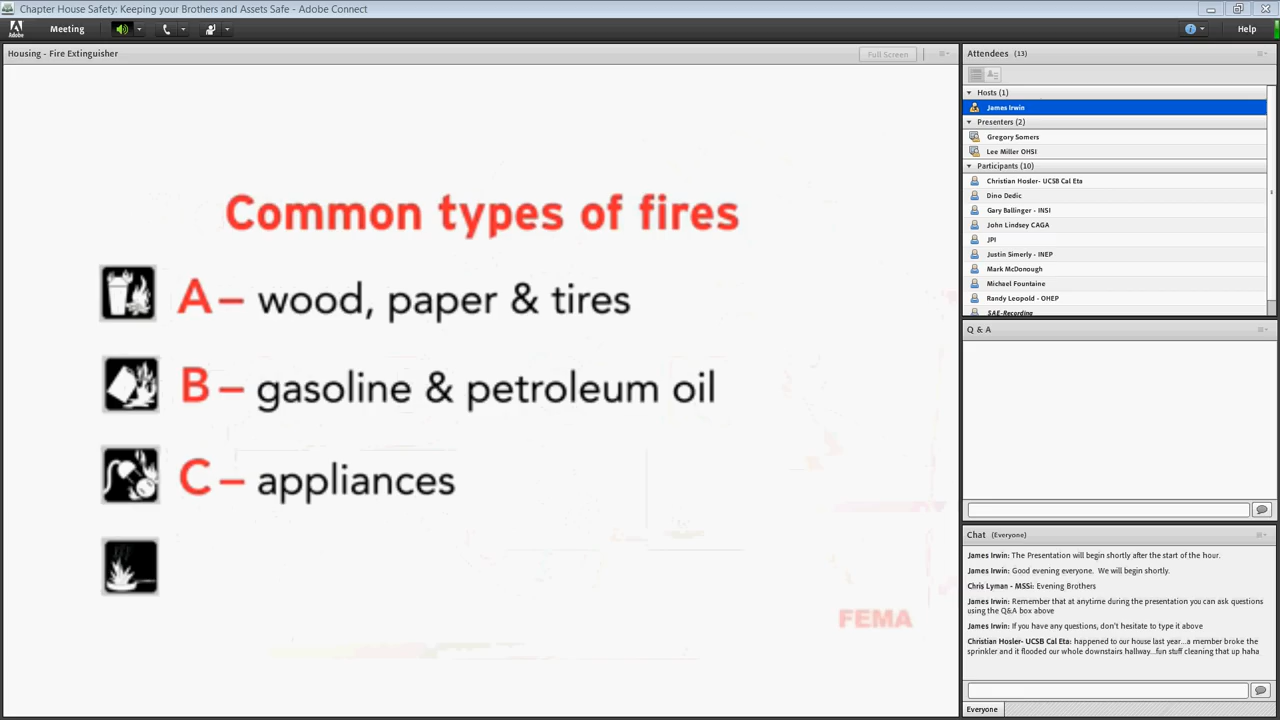 Chapter House Safety: Keeping your Brothers and Assets Safe - Adobe Connect
Adobe
Meeting
Help
Housing - Fire Extinguisher
Full Screen
Common types of fires
A – wood, paper & tires
B – gasoline & petroleum oil
C – appliances
FEMA
Attendees (13)
Hosts (1)
James Irwin
Presenters (2)
Gregory Somers
Lee Miller OHSI
Participants (10)
Christian Hosler- UCSB Cal Eta
Dino Dedic
Gary Ballinger - INSI
John Lindsey CAGA
JPI
Justin Simerly - INEP
Mark McDonough
Michael Fountaine
Randy Leopold - OHEP
SAE-Recording
Q & A
Chat (Everyone)
James Irwin: The Presentation will begin shortly after the start of the hour.
James Irwin: Good evening everyone. We will begin shortly.
Chris Lyman - MSSi: Evening Brothers
James Irwin: Remember that at anytime during the presentation you can ask questions
using the Q&A box above
James Irwin: If you have any questions, don't hesitate to type it above
Christian Hosler- UCSB Cal Eta: happened to our house last year...a member broke the
sprinkler and it flooded our whole downstairs hallway...fun stuff cleaning that up haha
Everyone